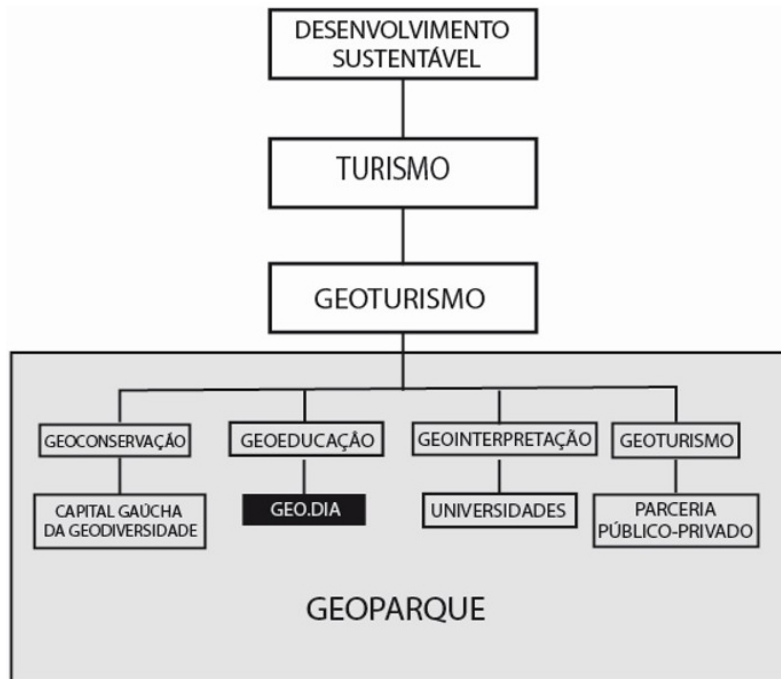 DESENVOLVIMENTO
SUSTENTÁVEL
TURISMO
GEOTURISMO
GEOCONSERVAÇÃO
GEOEDUCAÇÃO
GEOINTERPRETAÇÃO
GEOTURISMO
CAPITAL GAÚCHA
DA GEODIVERSIDADE
GEO.DIA
UNIVERSIDADES
PARCERIA
PÚBLICO-PRIVADO
GEOPARQUE